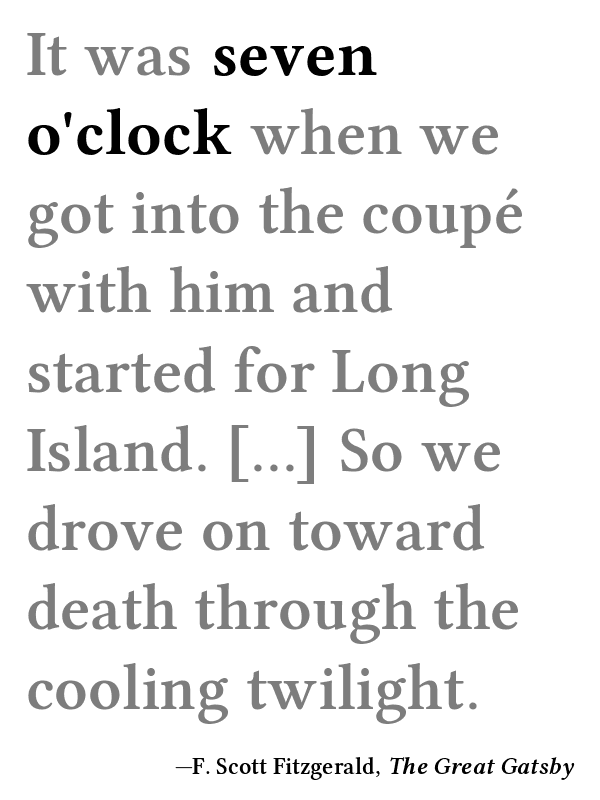 It was seven
o'clock when we
got into the coupé
with him and
started for Long
Island. [...] So we
drove on toward
death through the
cooling twilight.
—F. Scott Fitzgerald, The Great Gatsby